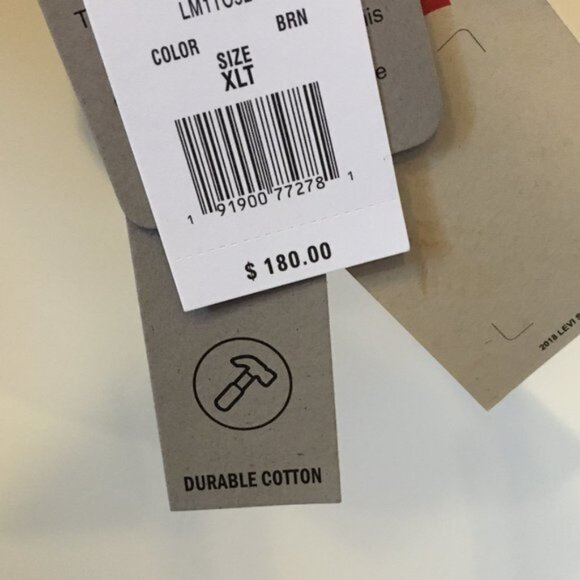 COLOR BRN
SIZE
XLT
1 91900 77278 1
$ 180.00
DURABLE COTTON
2018 LEVI